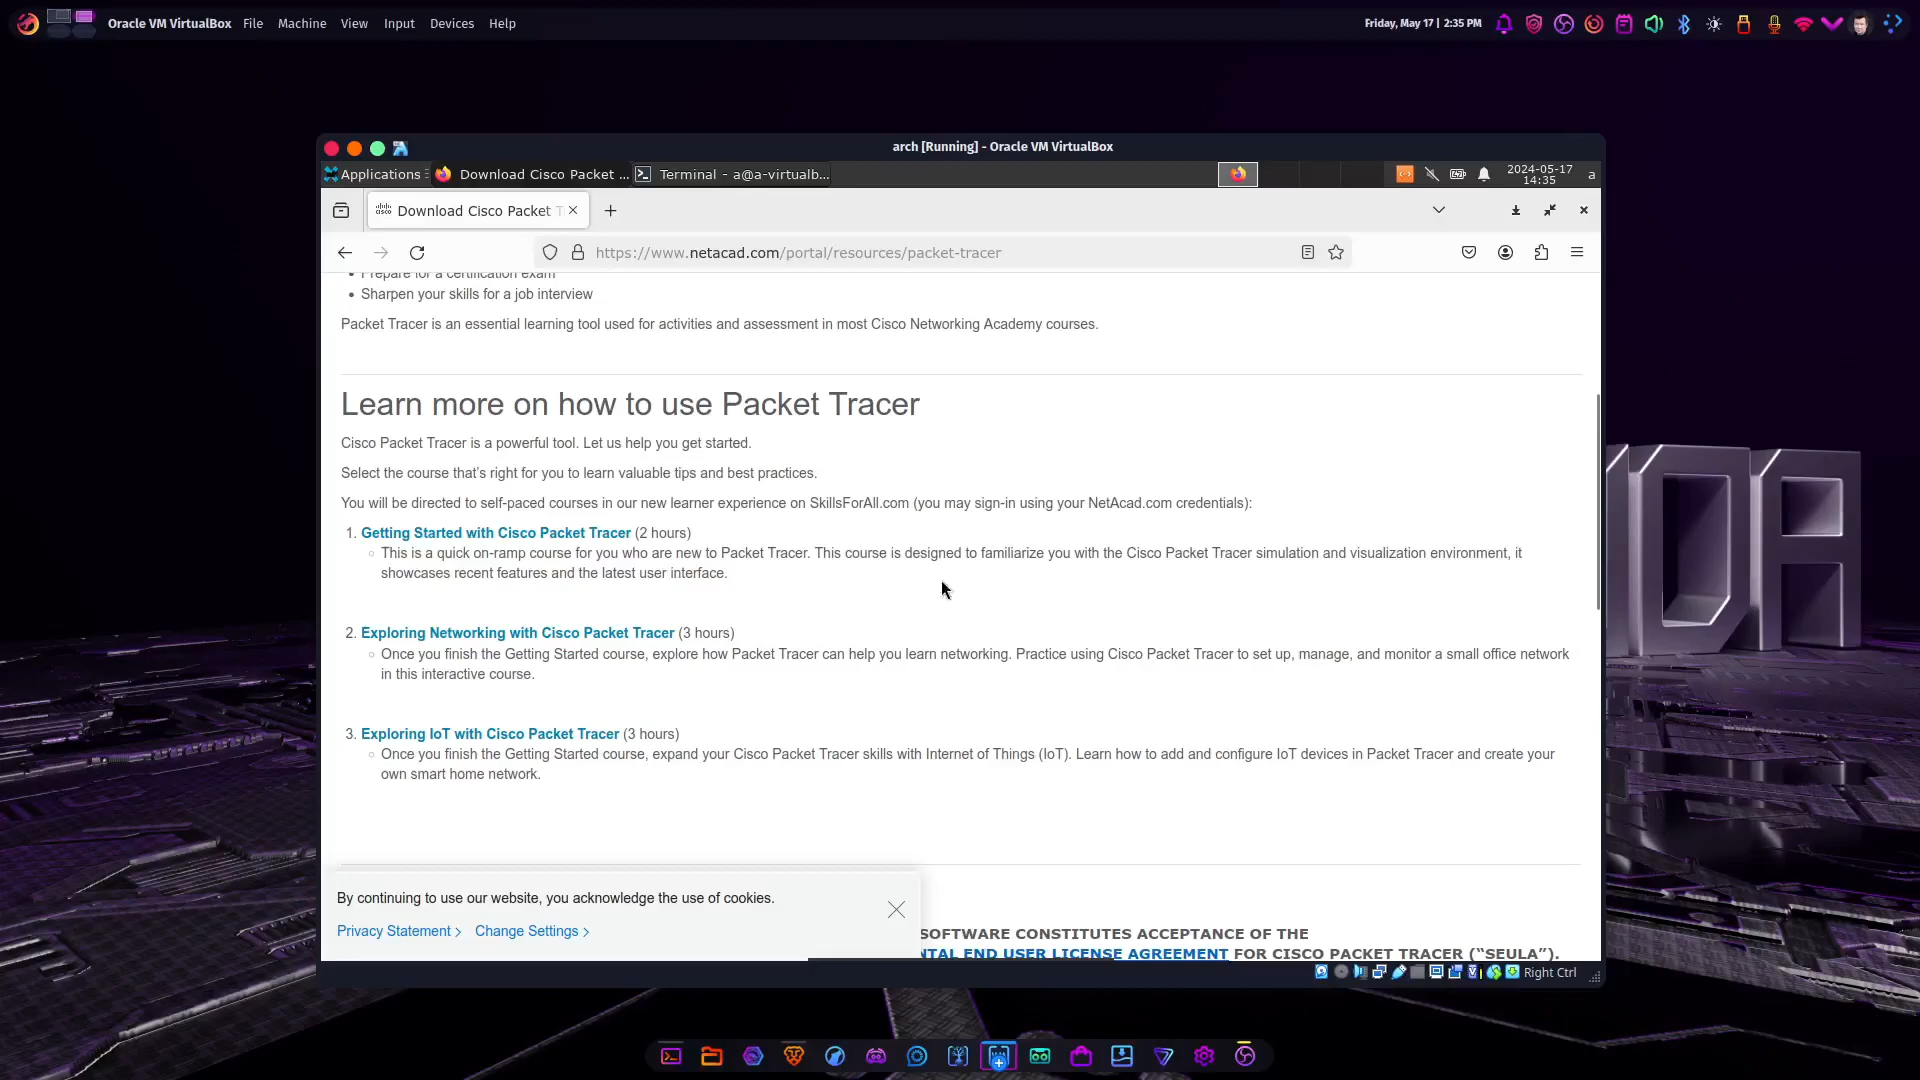 Oracle VM VirtualBox File Machine View Input Devices Help
Friday, May 17 | 2:35 PM
arch [Running] - Oracle VM VirtualBox
Applications Download Cisco Packet ... Terminal - a@a-virtualb...
2024-05-17
14:35
a
Download Cisco Packet T
https://www.netacad.com/portal/resources/packet-tracer
• Prepare for a certification exam
• Sharpen your skills for a job interview
Packet Tracer is an essential learning tool used for activities and assessment in most Cisco Networking Academy courses.
Learn more on how to use Packet Tracer
Cisco Packet Tracer is a powerful tool. Let us help you get started.
Select the course that's right for you to learn valuable tips and best practices.
You will be directed to self-paced courses in our new learner experience on SkillsForAll.com (you may sign-in using your NetAcad.com credentials):
1. Getting Started with Cisco Packet Tracer (2 hours)
This is a quick on-ramp course for you who are new to Packet Tracer. This course is designed to familiarize you with the Cisco Packet Tracer simulation and visualization environment, it
showcases recent features and the latest user interface.
2. Exploring Networking with Cisco Packet Tracer (3 hours)
Once you finish the Getting Started course, explore how Packet Tracer can help you learn networking. Practice using Cisco Packet Tracer to set up, manage, and monitor a small office network
in this interactive course.
3. Exploring IoT with Cisco Packet Tracer (3 hours)
Once you finish the Getting Started course, expand your Cisco Packet Tracer skills with Internet of Things (IoT). Learn how to add and configure IoT devices in Packet Tracer and create your
own smart home network.
By continuing to use our website, you acknowledge the use of cookies.
Privacy Statement > Change Settings >
SOFTWARE CONSTITUTES ACCEPTANCE OF THE
NTAL END USER LICENSE AGREEMENT FOR CISCO PACKET TRACER (“SEULA”).
Right Ctrl